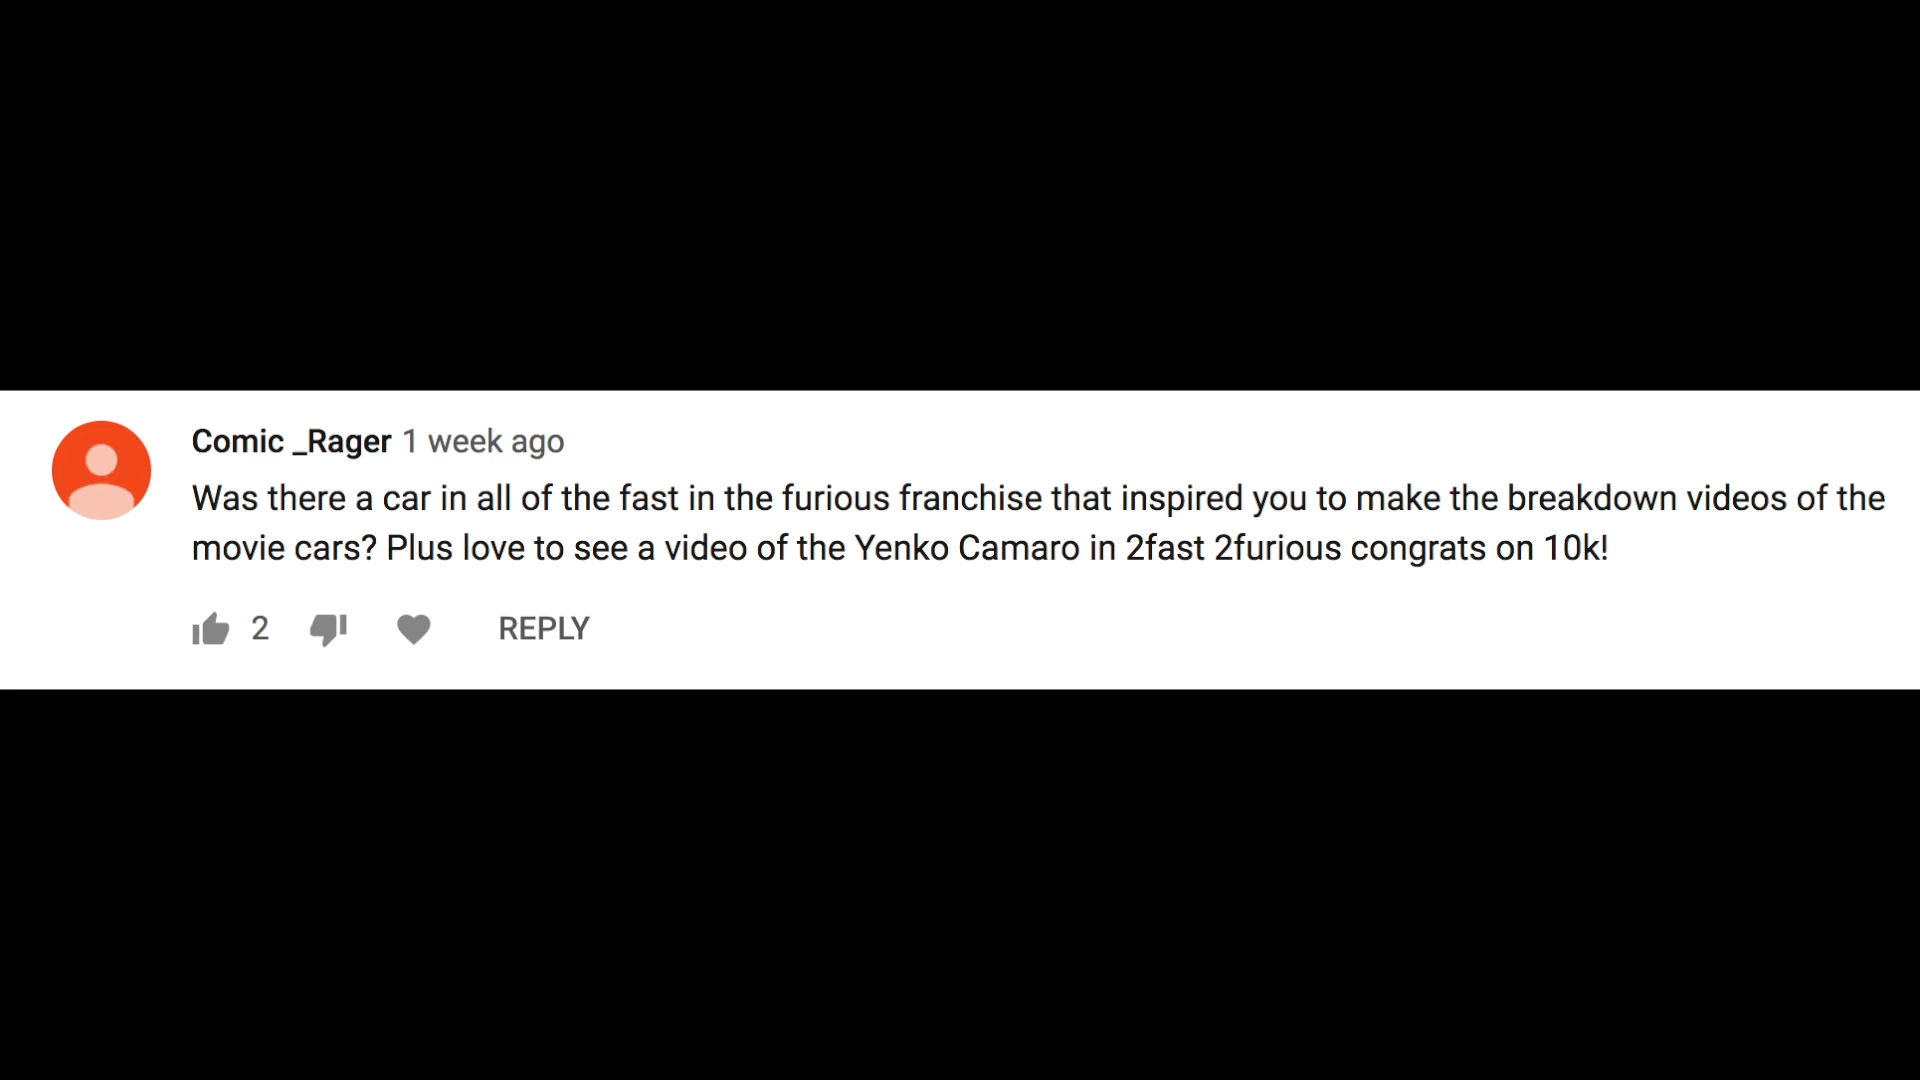 Comic _Rager 1 week ago
Was there a car in all of the fast in the furious franchise that inspired you to make the breakdown videos of the
movie cars? Plus love to see a video of the Yenko Camaro in 2fast 2furious congrats on 10k!
2 REPLY